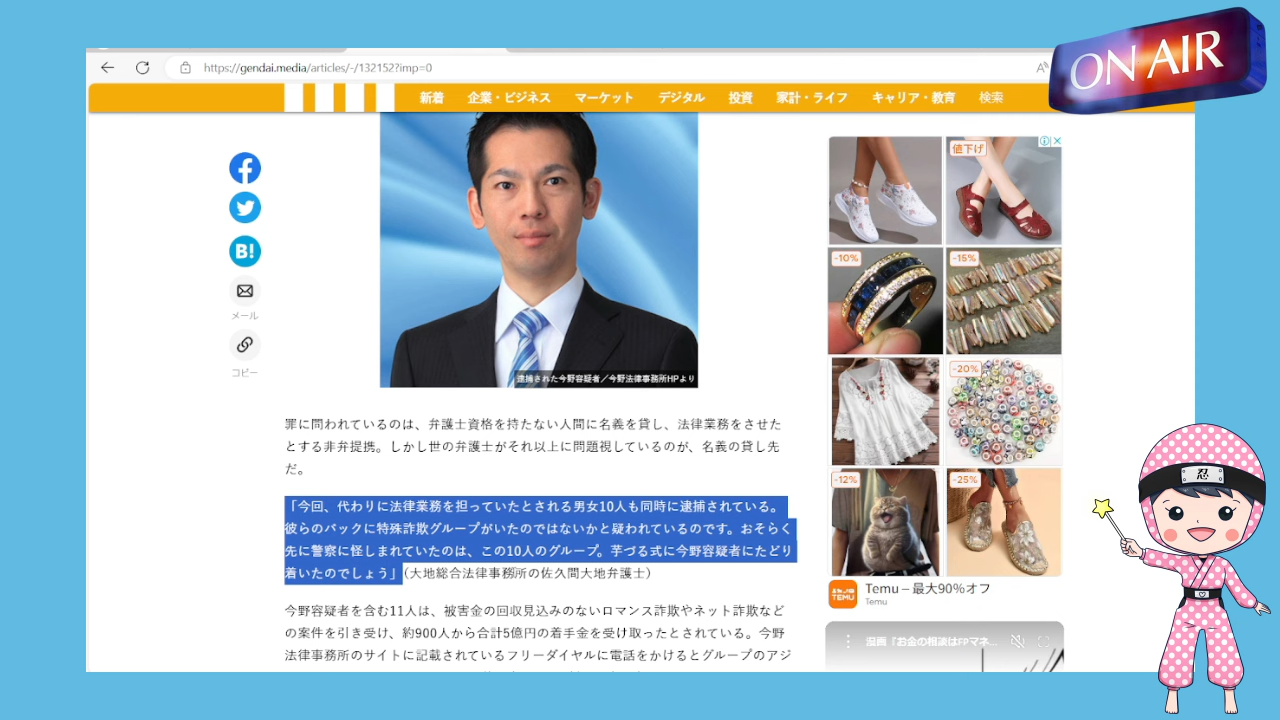 ON AIR
https://gendai.media/articles/-/132152?imp=0
新着 企業・ビジネス マーケット デジタル 投資 家計・ライフ キャリア・教育 検索
B!
メール
コピー
逮捕された今野容疑者／今野法律事務所HPより
罪に問われているのは、弁護士資格を持たない人間に名義を貸し、法律業務をさせた
とする非弁提携。しかし世の弁護士がそれ以上に問題視しているのが、名義の貸し先
だ。
「今回、代わりに法律業務を担っていたとされる男女10人も同時に逮捕されている。
彼らのバックに特殊詐欺グループがいたのではないかと疑われているのです。おそらく
先に警察に怪しまれていたのは、この10人のグループ。芋づる式に今野容疑者にたどり
着いたのでしょう」（大地総合法律事務所の佐久間大地弁護士）
今野容疑者を含む11人は、被害金の回収見込みのないロマンス詐欺やネット詐欺など
の案件を引き受け、約900人から合計5億円の着手金を受け取ったとされている。今野
法律事務所のサイトに記載されているフリーダイヤルに電話をかけるとグループのアジ
値下げ
-10%
-15%
-20%
-12%
-25%
TEMU
Temu – 最大90%オフ
Temu
漫画『お金の相談はFPマネ...
忍